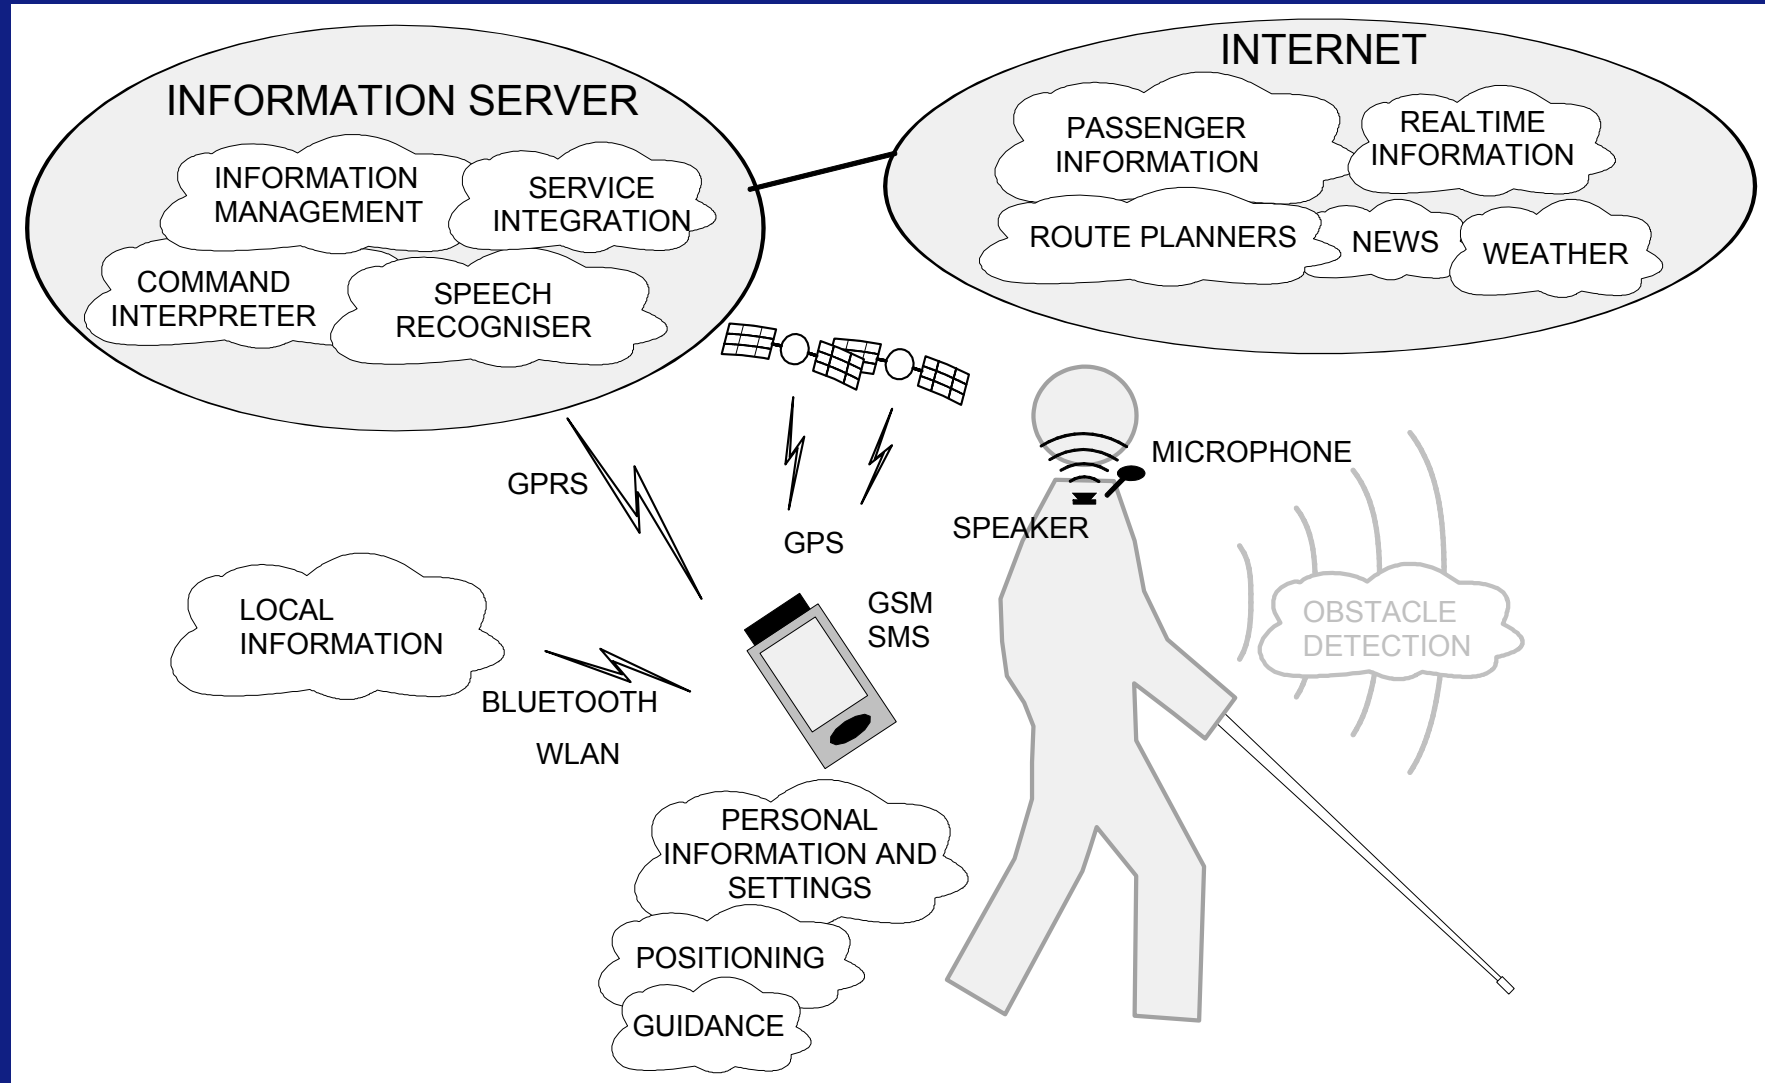 INFORMATION SERVER
INFORMATION
MANAGEMENT
SERVICE
INTEGRATION
COMMAND
INTERPRETER
SPEECH
RECOGNISER
INTERNET
PASSENGER
INFORMATION
REALTIME
INFORMATION
ROUTE PLANNERS
NEWS
WEATHER
GPRS
GPS
MICROPHONE
SPEAKER
LOCAL
INFORMATION
BLUETOOTH
WLAN
GSM
SMS
OBSTACLE
DETECTION
PERSONAL
INFORMATION AND
SETTINGS
POSITIONING
GUIDANCE